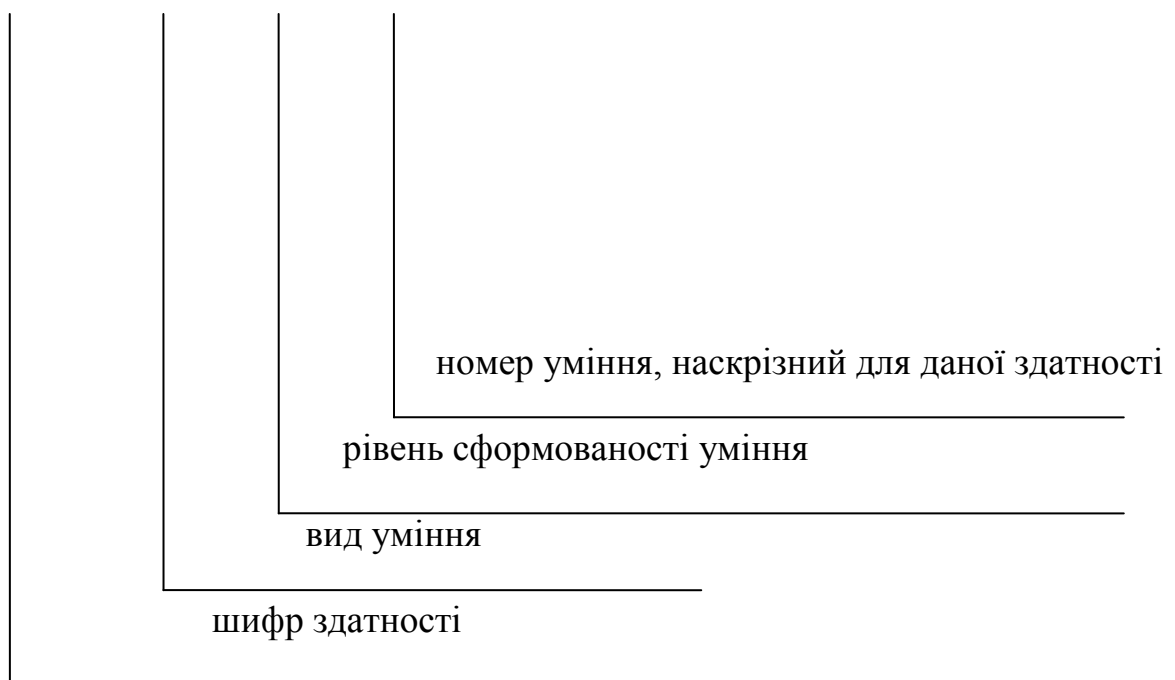 номер уміння, наскрізний для даної здатності
рівень сформованості уміння
вид уміння
шифр здатності